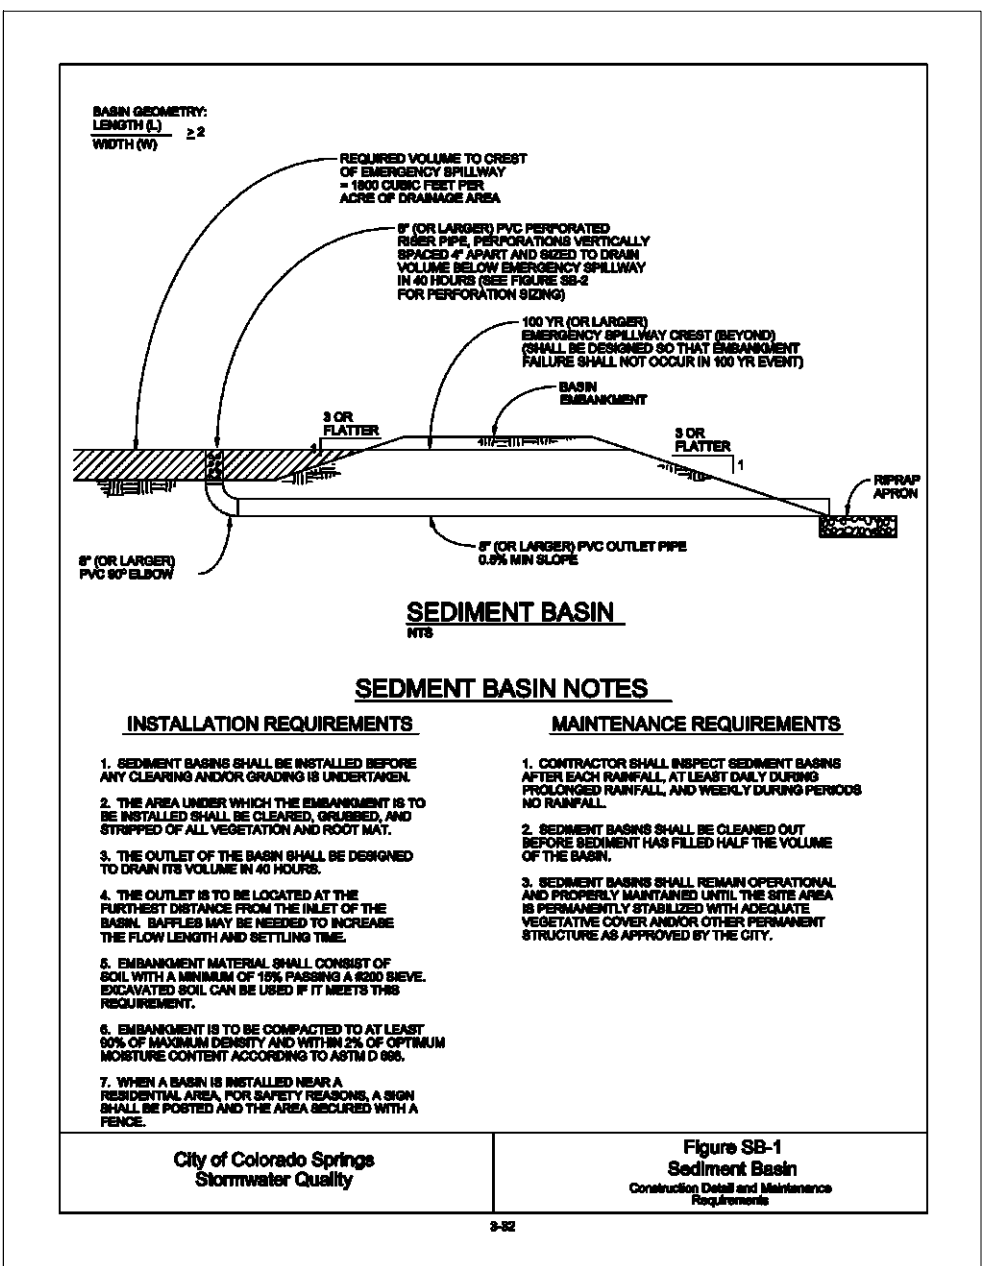 BASIN GEOMETRY:
LENGTH (L)
WIDTH (W)
≥ 2
REQUIRED VOLUME TO CREST
OF EMERGENCY SPILLWAY
= 1800 CUBIC FEET PER
ACRE OF DRAINAGE AREA
(OR LARGER) PVC PERFORATED
RISER PIPE, PERFORATIONS VERTICALLY
SPACED 4" APART AND SIZED TO DRAIN
VOLUME BELOW EMERGENCY SPILLWAY
IN 40 HOURS (SEE FIGURE SB-2
FOR PERFORATION SIZING)
100 YR (OR LARGER)
EMERGENCY SPILLWAY CREST (BEYOND)
(SHALL BE DESIGNED SO THAT EMBANKMENT
FAILURE SHALL NOT OCCUR IN 100 YR EVENT)
BASIN
EMBANKMENT
3 OR
FLATTER
1
3 OR
FLATTER
1
RIPRAP
APRON
(OR LARGER)
PVC 90° ELBOW
(OR LARGER) PVC OUTLET PIPE
0.5% MIN SLOPE
SEDIMENT BASIN
NTS
SEDMENT BASIN NOTES
INSTALLATION REQUIREMENTS
1. SEDIMENT BASINS SHALL BE INSTALLED BEFORE
ANY CLEARING AND/OR GRADING IS UNDERTAKEN.
2. THE AREA UNDER WHICH THE EMBANKMENT IS TO
BE INSTALLED SHALL BE CLEARED, GRUBBED, AND
STRIPPED OF ALL VEGETATION AND ROOT MAT.
3. THE OUTLET OF THE BASIN SHALL BE DESIGNED
TO DRAIN ITS VOLUME IN 40 HOURS.
4. THE OUTLET IS TO BE LOCATED AT THE
FURTHEST DISTANCE FROM THE INLET OF THE
BASIN. BAFFLES MAY BE NEEDED TO INCREASE
THE FLOW LENGTH AND SETTLING TIME.
5. EMBANKMENT MATERIAL SHALL CONSIST OF
SOIL WITH A MINIMUM OF 15% PASSING A #200 SIEVE.
EXCAVATED SOIL CAN BE USED IF IT MEETS THIS
REQUIREMENT.
6. EMBANKMENT IS TO BE COMPACTED TO AT LEAST
90% OF MAXIMUM DENSITY AND WITHIN 2% OF OPTIMUM
MOISTURE CONTENT ACCORDING TO ASTM D 698.
7. WHEN A BASIN IS INSTALLED NEAR A
RESIDENTIAL AREA, FOR SAFETY REASONS, A SIGN
SHALL BE POSTED AND THE AREA SECURED WITH A
FENCE.
MAINTENANCE REQUIREMENTS
1. CONTRACTOR SHALL INSPECT SEDIMENT BASINS
AFTER EACH RAINFALL, AT LEAST DAILY DURING
PROLONGED RAINFALL, AND WEEKLY DURING PERIODS
NO RAINFALL.
2. SEDIMENT BASINS SHALL BE CLEANED OUT
BEFORE SEDIMENT HAS FILLED HALF THE VOLUME
OF THE BASIN.
3. SEDIMENT BASINS SHALL REMAIN OPERATIONAL
AND PROPERLY MAINTAINED UNTIL THE SITE AREA
IS PERMANENTLY STABILIZED WITH ADEQUATE
VEGETATIVE COVER AND/OR OTHER PERMANENT
STRUCTURE AS APPROVED BY THE CITY.
City of Colorado Springs
Stormwater Quality
Figure SB-1
Sediment Basin
Construction Detail and Maintenance
Requirements
3-32